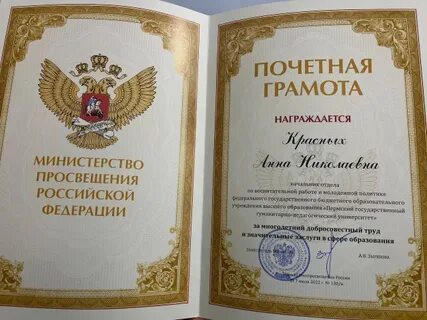 МИНИСТЕРСТВО
ПРОСВЕЩЕНИЯ
РОССИЙСКОЙ
ФЕДЕРАЦИИ
ПОЧЕТНАЯ
ГРАМОТА
НАГРАЖДАЕТСЯ
Красных
Анна Николаевна
начальник отдела
по воспитательной работе и молодежной политике
федерального государственного бюджетного образовательного
учреждения высшего образования «Пермский государственный
гуманитарно-педагогический университет»
за многолетний добросовестный труд
и значительные заслуги в сфере образования